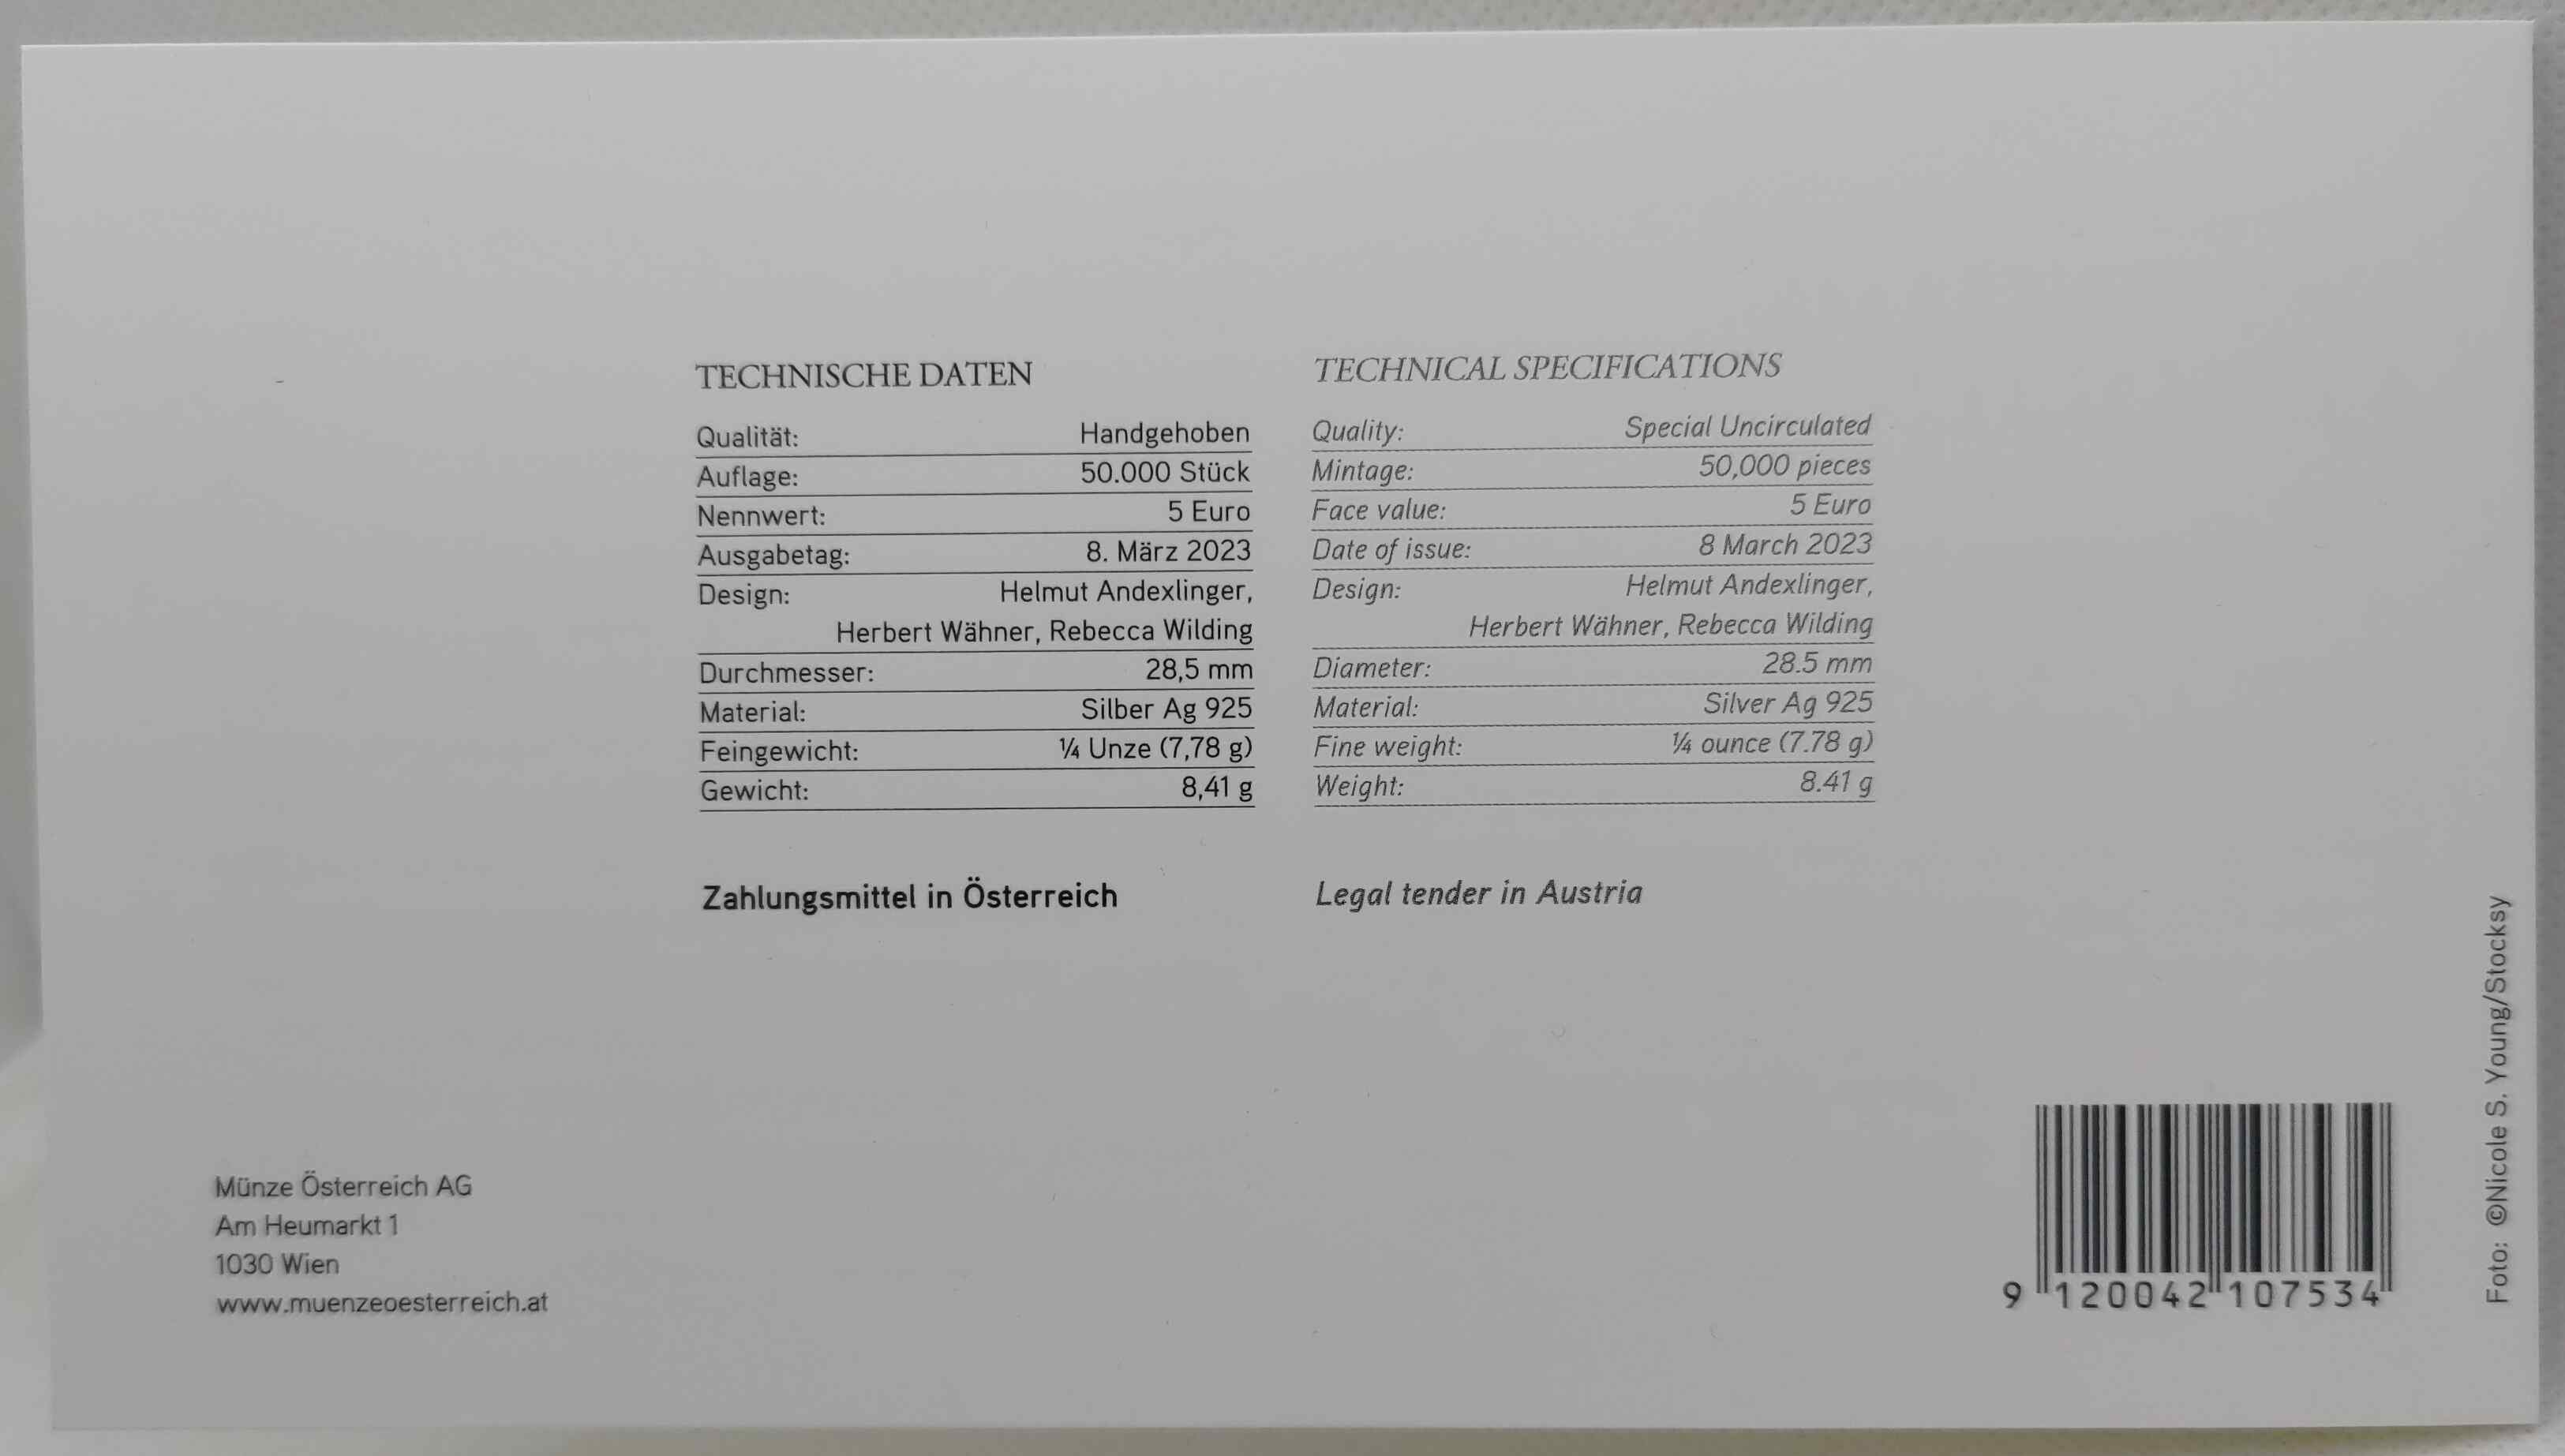 TECHNISCHE DATEN
Qualität: Handgehoben
Auflage: 50.000 Stück
Nennwert: 5 Euro
Ausgabetag: 8. März 2023
Design: Helmut Andexlinger,
Herbert Wähner, Rebecca Wilding
Durchmesser: 28,5 mm
Material: Silber Ag 925
Feingewicht: ¼ Unze (7,78 g)
Gewicht: 8,41 g
Zahlungsmittel in Österreich
TECHNICAL SPECIFICATIONS
Quality: Special Uncirculated
Mintage: 50,000 pieces
Face value: 5 Euro
Date of issue: 8 March 2023
Design: Helmut Andexlinger,
Herbert Wähner, Rebecca Wilding
Diameter: 28.5 mm
Material: Silver Ag 925
Fine weight: ¼ ounce (7.78 g)
Weight: 8.41 g
Legal tender in Austria
Münze Österreich AG
Am Heumarkt 1
1030 Wien
www.muenzeoesterreich.at
9 120042 107534
Foto: ©Nicole S. Young/Stocksy